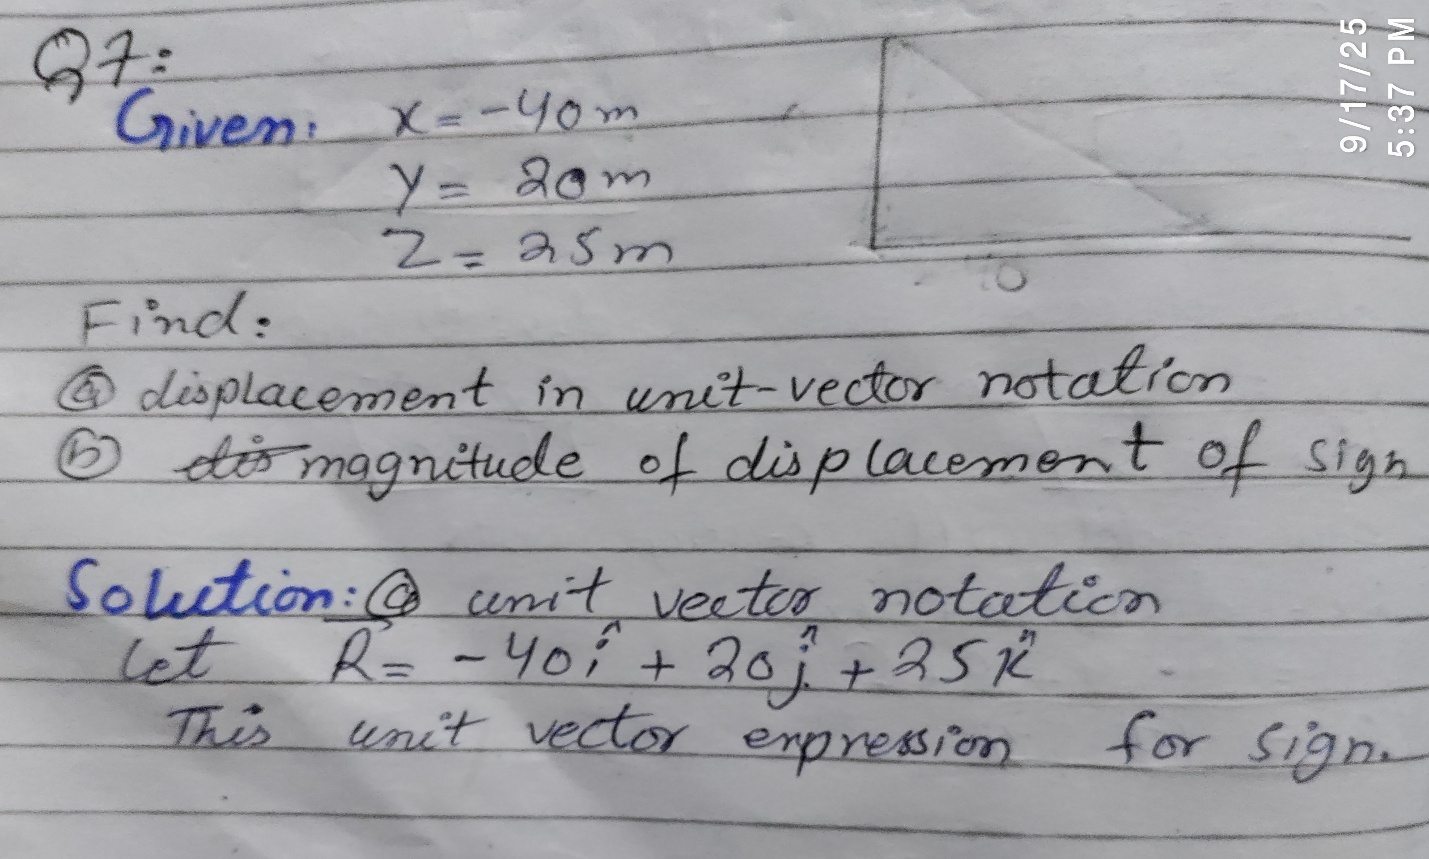 Q7:
Given: x = -40m
y = 20m
z = 25m
Find:
ⓐ displacement in unit-vector notation
ⓑ magnitude of displacement of sign
Solution: ⓐ unit vector notation
let R = -40î + 20ĵ + 25k̂
This unit vector expression for sign.
9/17/25
5:37 PM